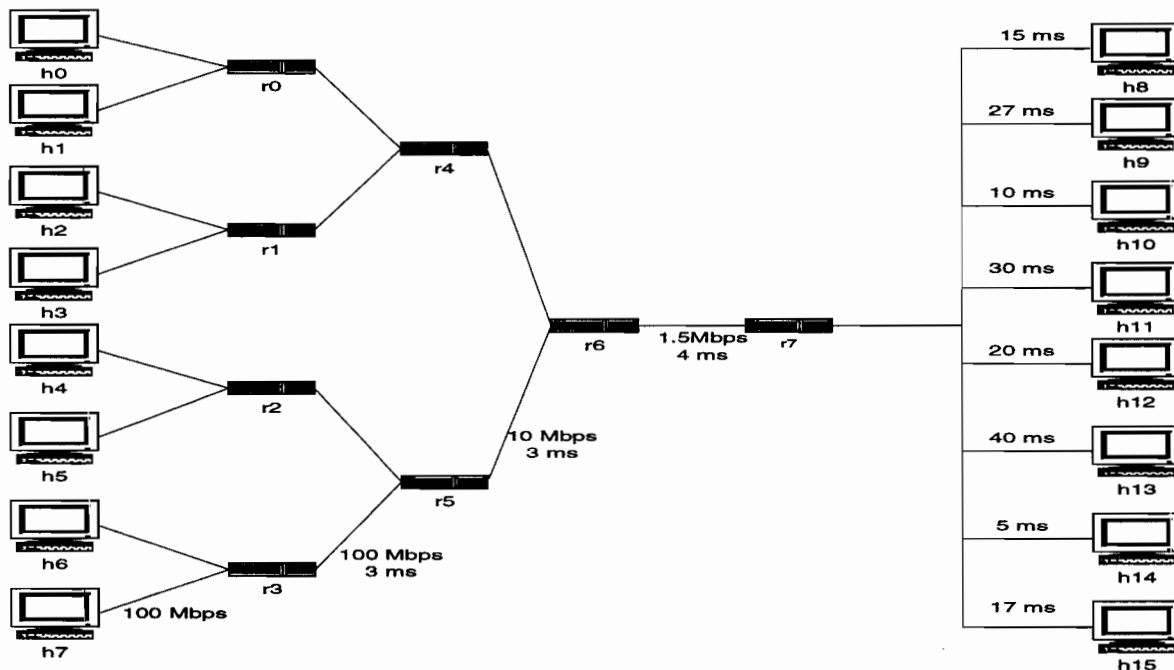 h0
h1
h2
h3
h4
h5
h6
h7
100 Mbps
r0
r1
r2
r3
100 Mbps
3 ms
r4
r5
10 Mbps
3 ms
r6
1.5Mbps
4 ms
r7
15 ms
h8
27 ms
h9
10 ms
h10
30 ms
h11
20 ms
h12
40 ms
h13
5 ms
h14
17 ms
h15